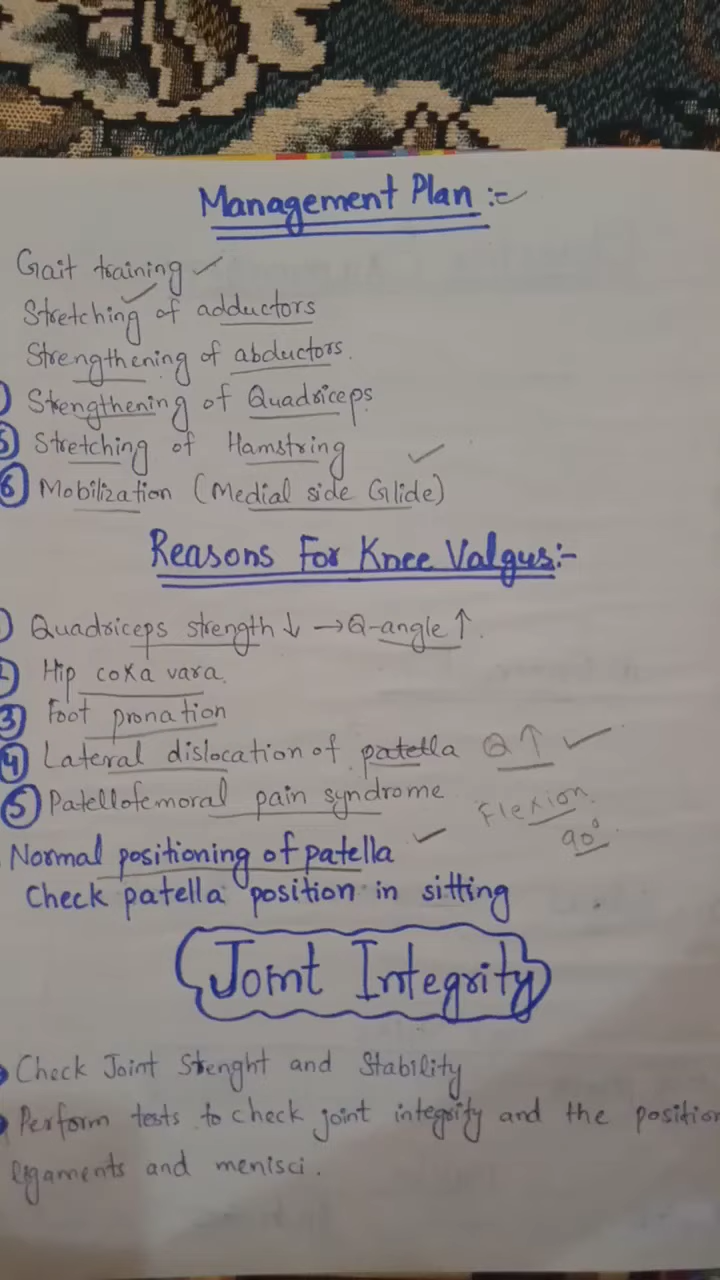 Management Plan :-
Gait training ✓
Stretching of adductors
Strengthening of abductors.
Strengthening of Quadriceps
5 Stretching of Hamstring ✓
6 Mobilization (Medial side Glide)
Reasons For Knee Valgus:-
Quadriceps strength ↓ → Q-angle ↑.
2 Hip coxa vara.
3 Foot pronation
4 Lateral dislocation of patella Q ↑ ✓
5 Patellofemoral pain syndrome Flexion
90°
Normal positioning of patella ✓
Check patella position in sitting
Joint Integrity
Check Joint Strenght and Stability
Perform tests to check joint integrity and the position
ligaments and menisci.